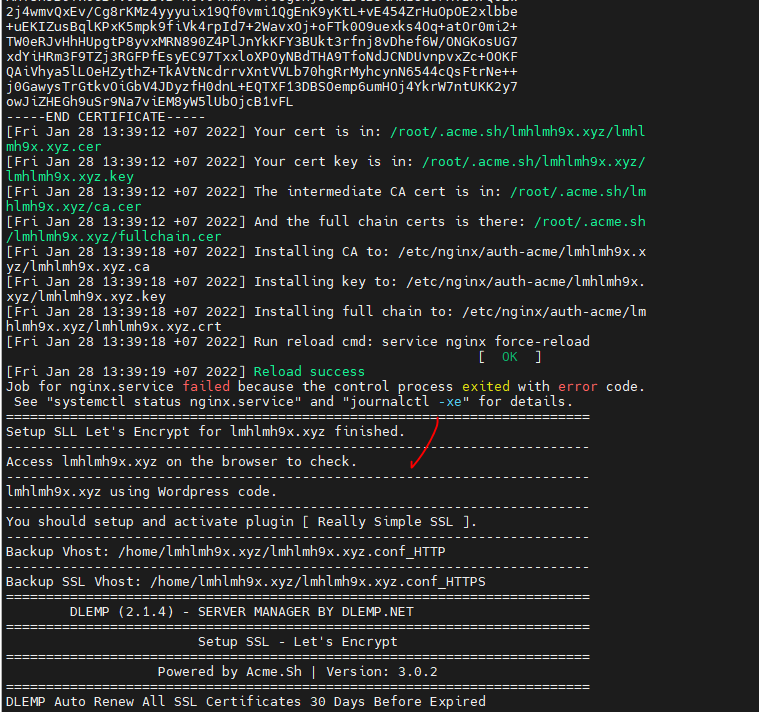 2j4wmvQxEv/Cg8rKMz4yyyuix19Qf0vmi1QgEnK9yKtL+vE454ZrHuOpOE2xlbbe
+uEKIZusBqlKPxK5mpk9fiVk4rpId7+2WavxOj+oFTk0O9uexks4Oq+atOr0mi2+
TW0eRJvHhHUpgtP8yvxMRN890Z4PlJnYkKFY3BUkt3rfnj8vDhef6W/ONGKosUG7
xdYiHRm3F9TZj3RGFPfEsyEC97TxxloXPOyNBdTHA9TfoNdJCNDUvnpvxZc+OOKF
QAiVhya5lLOeHZythZ+TkAVtNcdrrvXntVVLb70hgRrMyhcynN6544cQsFtrNe++
j0GawysTrGtkvOiGbV4JDyzfH0dnL+EQTXF13DBSOemp6umHOj4YkrW7ntUKK2y7
owJiZHEGh9uSr9Na7viEM8yW5lUbOjcB1vFL
-----END CERTIFICATE-----
[Fri Jan 28 13:39:12 +07 2022] Your cert is in: /root/.acme.sh/lmhlmh9x.xyz/lmhl
mh9x.xyz.cer
[Fri Jan 28 13:39:12 +07 2022] Your cert key is in: /root/.acme.sh/lmhlmh9x.xyz/
lmhlmh9x.xyz.key
[Fri Jan 28 13:39:12 +07 2022] The intermediate CA cert is in: /root/.acme.sh/lm
hlmh9x.xyz/ca.cer
[Fri Jan 28 13:39:12 +07 2022] And the full chain certs is there: /root/.acme.sh
/lmhlmh9x.xyz/fullchain.cer
[Fri Jan 28 13:39:18 +07 2022] Installing CA to: /etc/nginx/auth-acme/lmhlmh9x.x
yz/lmhlmh9x.xyz.ca
[Fri Jan 28 13:39:18 +07 2022] Installing key to: /etc/nginx/auth-acme/lmhlmh9x.
xyz/lmhlmh9x.xyz.key
[Fri Jan 28 13:39:18 +07 2022] Installing full chain to: /etc/nginx/auth-acme/lm
hlmh9x.xyz/lmhlmh9x.xyz.crt
[Fri Jan 28 13:39:18 +07 2022] Run reload cmd: service nginx force-reload
[  OK  ]
[Fri Jan 28 13:39:19 +07 2022] Reload success
Job for nginx.service failed because the control process exited with error code.
See "systemctl status nginx.service" and "journalctl -xe" for details.
=========================================================================
Setup SLL Let's Encrypt for lmhlmh9x.xyz finished.
-------------------------------------------------------------------------
Access lmhlmh9x.xyz on the browser to check.
-------------------------------------------------------------------------
lmhlmh9x.xyz using Wordpress code.
-------------------------------------------------------------------------
You should setup and activate plugin [ Really Simple SSL ].
-------------------------------------------------------------------------
Backup Vhost: /home/lmhlmh9x.xyz/lmhlmh9x.xyz.conf_HTTP
-------------------------------------------------------------------------
Backup SSL Vhost: /home/lmhlmh9x.xyz/lmhlmh9x.xyz.conf_HTTPS
=========================================================================
DLEMP (2.1.4) - SERVER MANAGER BY DLEMP.NET
=========================================================================
Setup SSL - Let's Encrypt
=========================================================================
Powered by Acme.Sh | Version: 3.0.2
=========================================================================
DLEMP Auto Renew All SSL Certificates 30 Days Before Expired